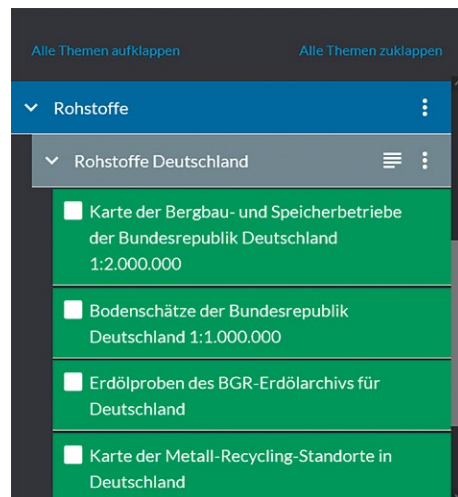 Alle Themen aufklappen
Alle Themen zuklappen
Rohstoffe
Rohstoffe Deutschland
Karte der Bergbau- und Speicherbetriebe
der Bundesrepublik Deutschland
1:2.000.000
Bodenschätze der Bundesrepublik
Deutschland 1:1.000.000
Erdölproben des BGR-Erdölarchivs für
Deutschland
Karte der Metall-Recycling-Standorte in
Deutschland